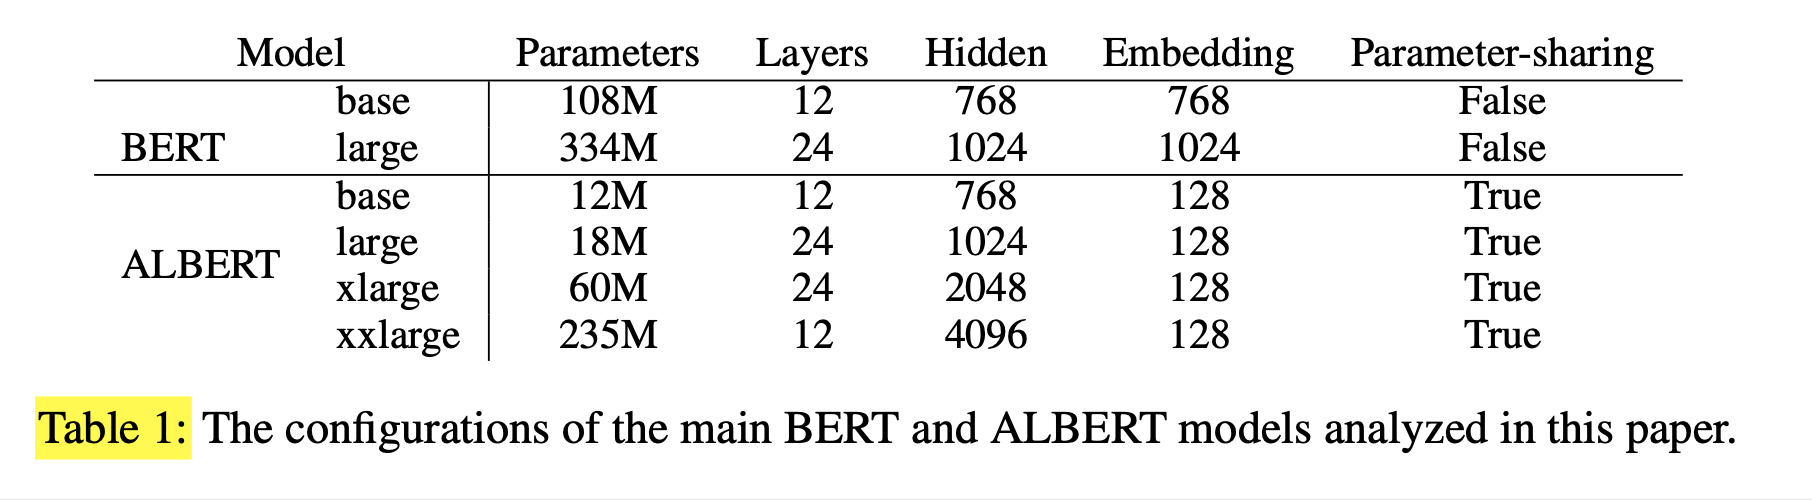 Model Parameters Layers Hidden Embedding Parameter-sharing
base 108M 12 768 768 False
BERT large 334M 24 1024 1024 False
base 12M 12 768 128 True
large 18M 24 1024 128 True
ALBERT
xlarge 60M 24 2048 128 True
xxlarge 235M 12 4096 128 True
Table 1: The configurations of the main BERT and ALBERT models analyzed in this paper.